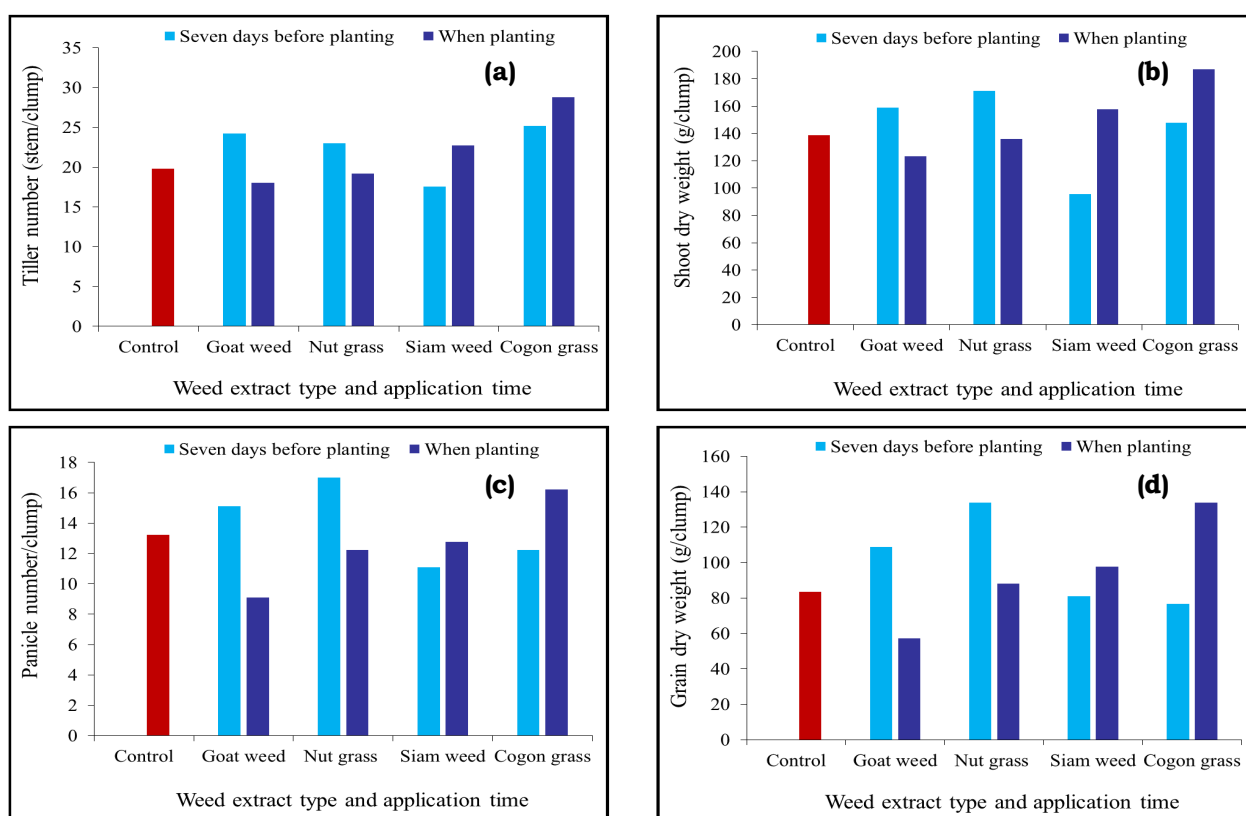 Seven days before planting When planting
(a)
Tiller number (stem/clump)
35
30
25
20
15
10
5
0
Control Goat weed Nut grass Siam weed Cogon grass
Weed extract type and application time
Seven days before planting When planting
(b)
Shoot dry weight (g/clump)
200
180
160
140
120
100
80
60
40
20
0
Control Goat weed Nut grass Siam weed Cogon grass
Weed extract type and application time
Seven days before planting When planting
(c)
Panicle number/clump
18
16
14
12
10
8
6
4
2
0
Control Goat weed Nut grass Siam weed Cogon grass
Weed extract type and application time
Seven days before planting When planting
(d)
Grain dry weight (g/clump)
160
140
120
100
80
60
40
20
0
Control Goat weed Nut grass Siam weed Cogon grass
Weed extract type and application time